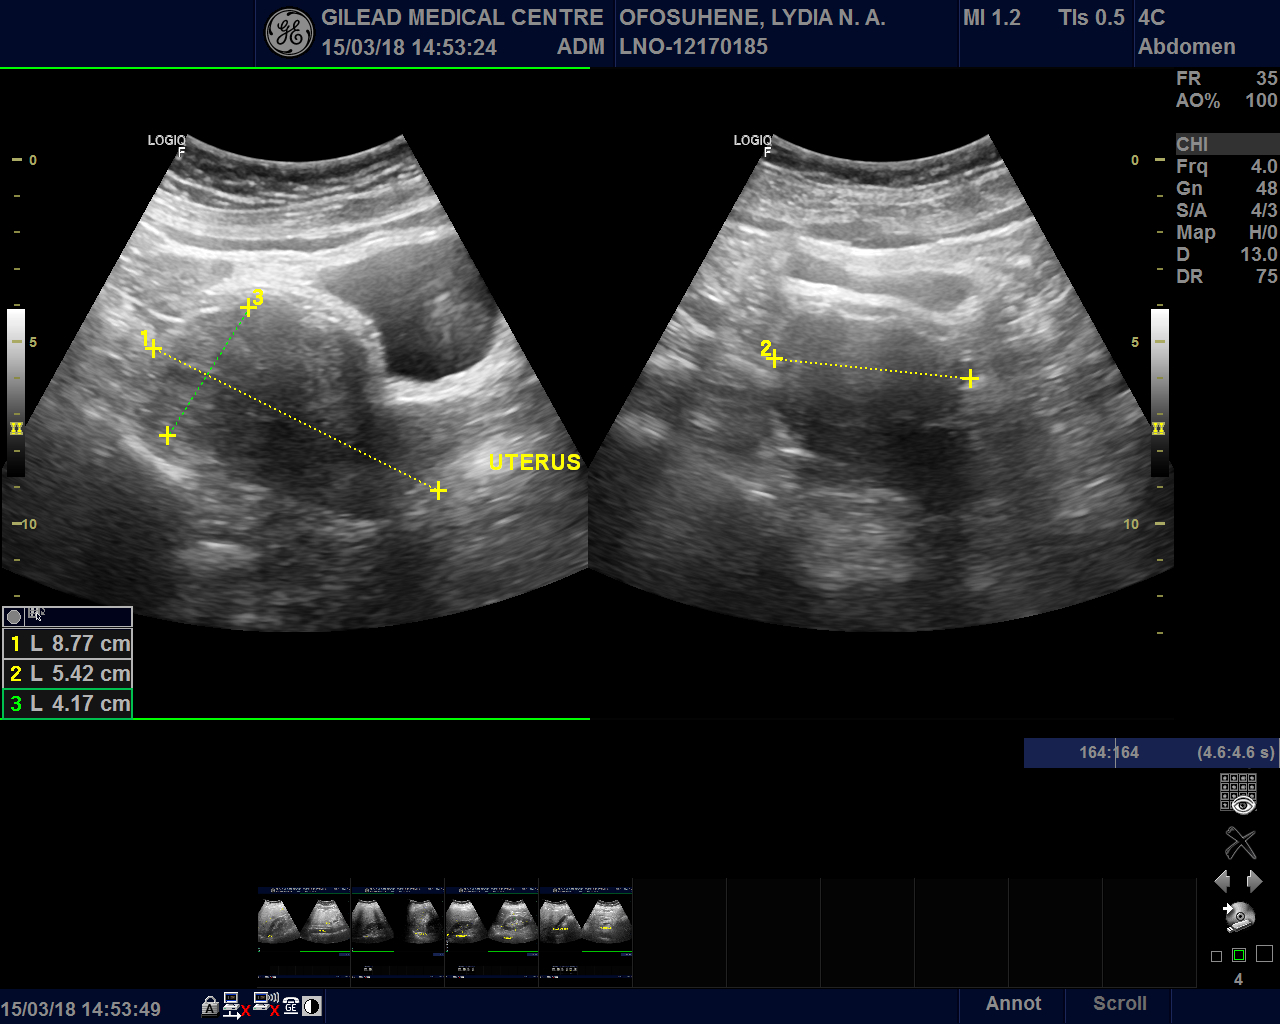 GILEAD MEDICAL CENTRE
15/03/18 14:53:24 ADM
OFOSUHENE, LYDIA N. A.
LNO-12170185
MI 1.2 TIs 0.5
4C
Abdomen
FR 35
AO% 100
CHI
Frq 4.0
Gn 48
S/A 4/3
Map H/0
D 13.0
DR 75
LOGIQ
F
0
5
10
1
3
UTERUS
LOGIQ
F
0
5
10
2
1 L 8.77 cm
2 L 5.42 cm
3 L 4.17 cm
164:164 (4.6:4.6 s)
4
15/03/18 14:53:49
A
GE
Annot
Scroll